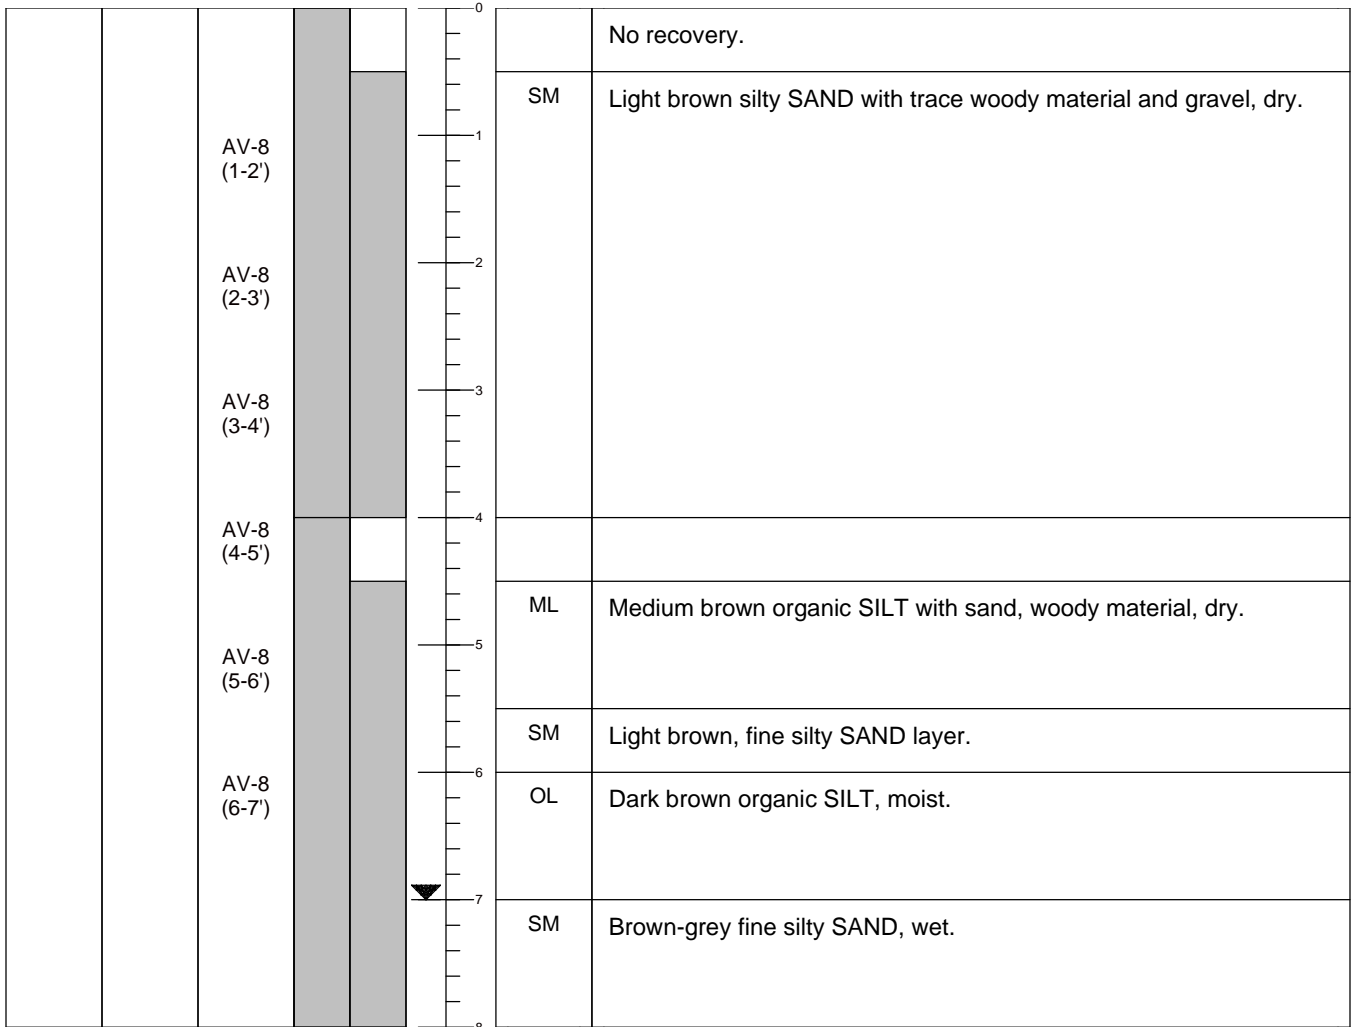 0
No recovery.
SM Light brown silty SAND with trace woody material and gravel, dry.
1
AV-8
(1-2')
2
AV-8
(2-3')
3
AV-8
(3-4')
4
AV-8
(4-5')
ML Medium brown organic SILT with sand, woody material, dry.
5
AV-8
(5-6')
SM Light brown, fine silty SAND layer.
6
AV-8
(6-7')
OL Dark brown organic SILT, moist.
7
SM Brown-grey fine silty SAND, wet.
8